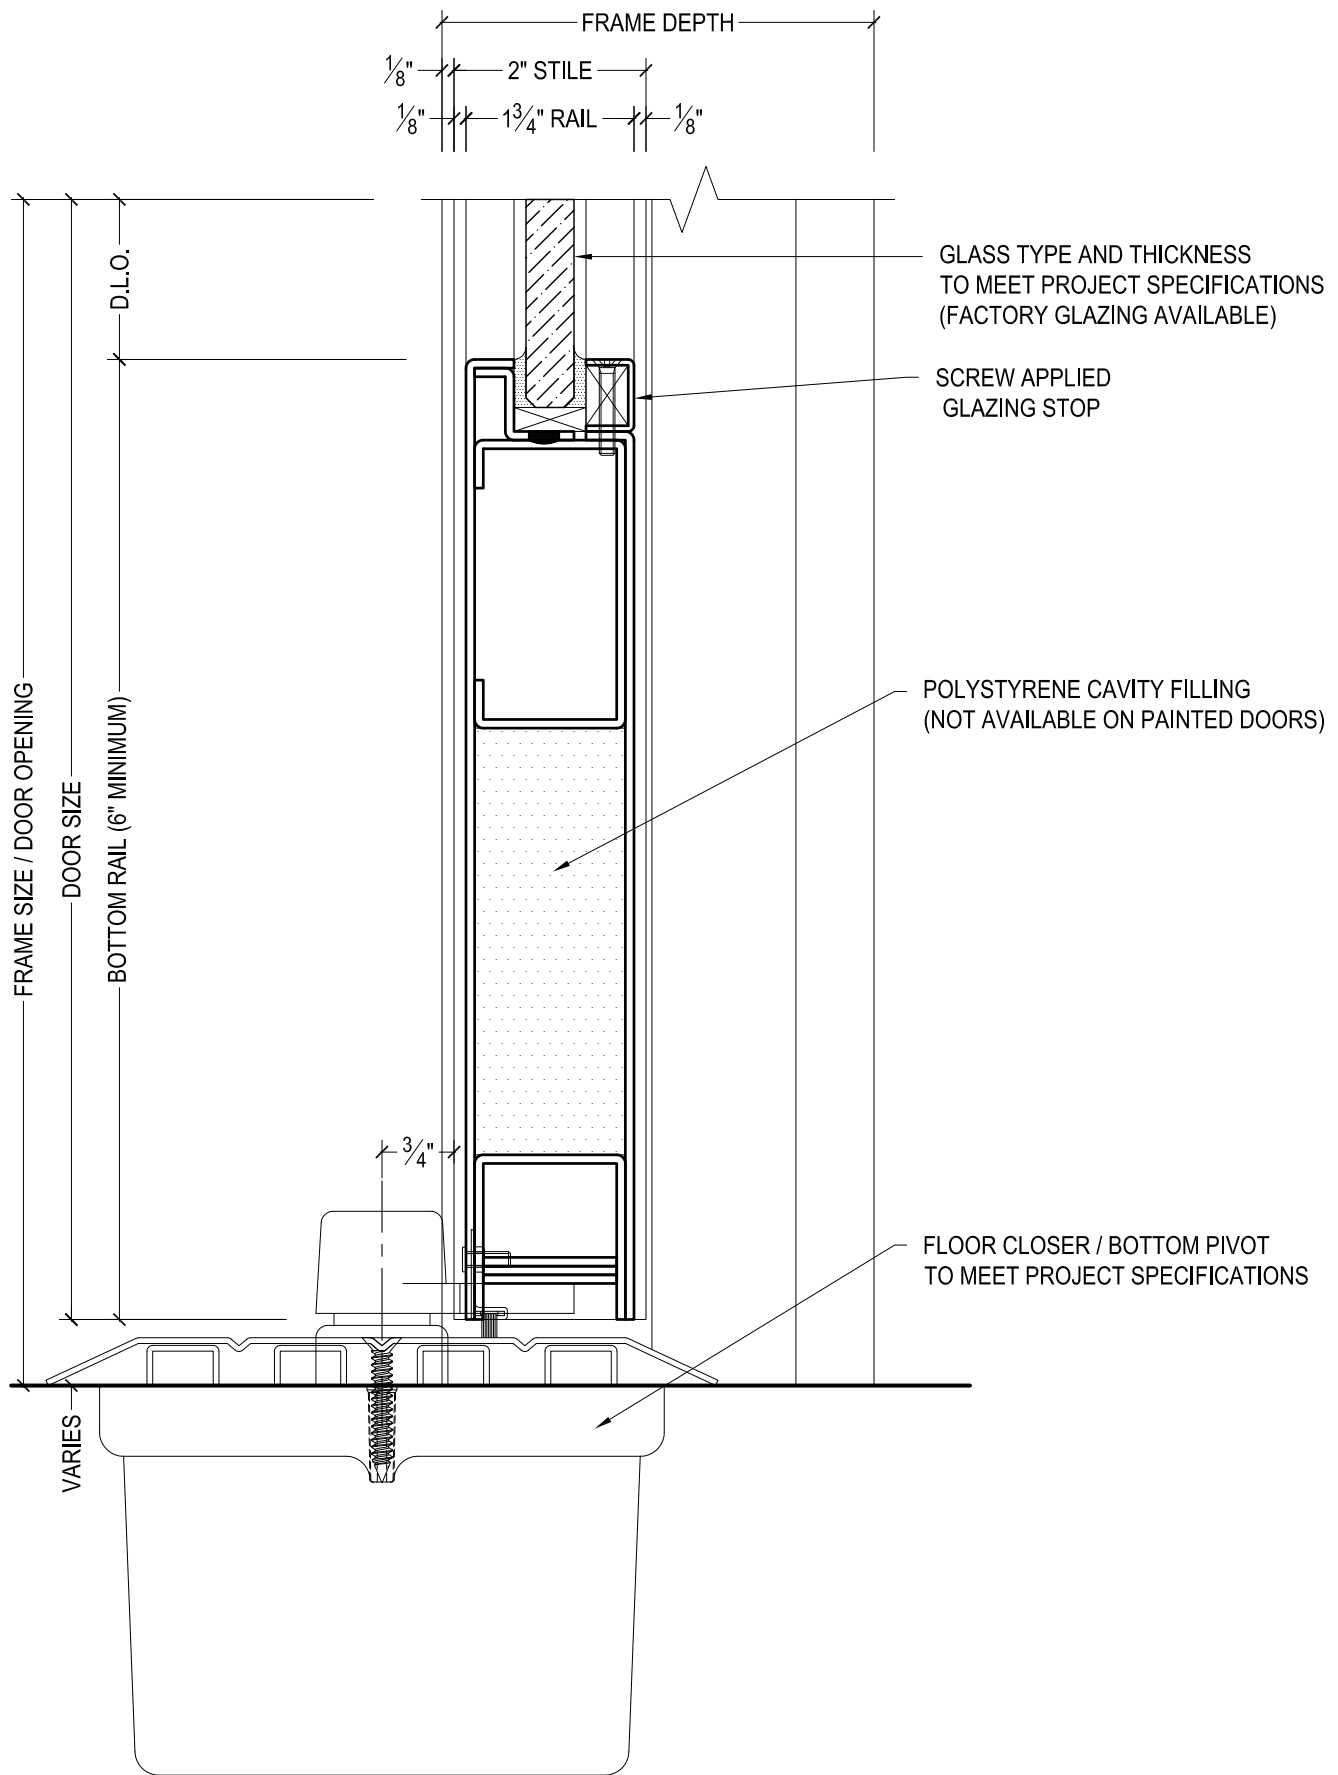 FRAME DEPTH
1/8"
2" STILE
1/8"
1 3/4" RAIL
1/8"
D.L.O.
GLASS TYPE AND THICKNESS
TO MEET PROJECT SPECIFICATIONS
(FACTORY GLAZING AVAILABLE)
SCREW APPLIED
GLAZING STOP
FRAME SIZE / DOOR OPENING
DOOR SIZE
BOTTOM RAIL (6" MINIMUM)
POLYSTYRENE CAVITY FILLING
(NOT AVAILABLE ON PAINTED DOORS)
3/4"
FLOOR CLOSER / BOTTOM PIVOT
TO MEET PROJECT SPECIFICATIONS
VARIES